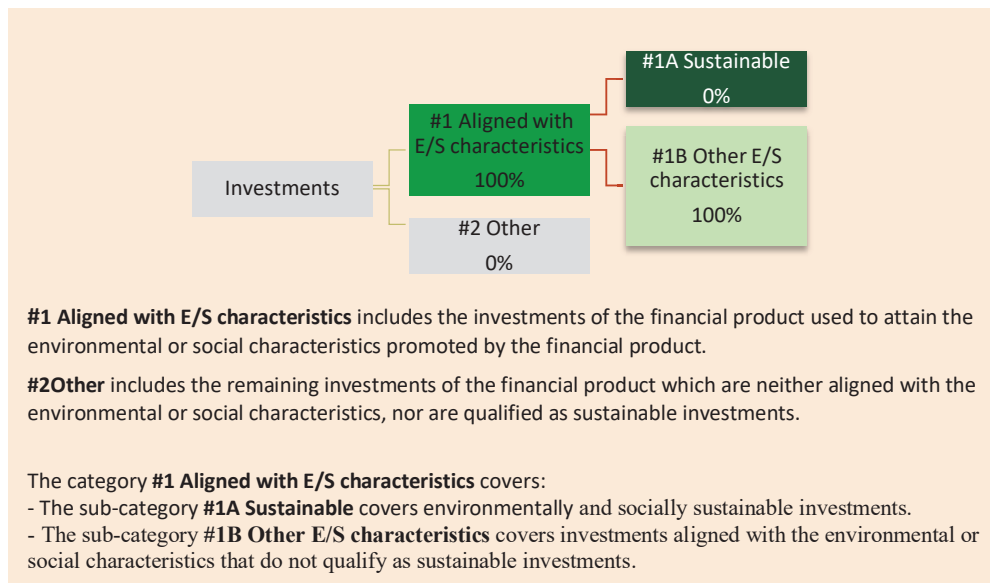 #1A Sustainable
0%
#1 Aligned with
E/S characteristics
100%
#1B Other E/S
characteristics
100%
Investments
#2 Other
0%
#1 Aligned with E/S characteristics includes the investments of the financial product used to attain the
environmental or social characteristics promoted by the financial product.
#2Other includes the remaining investments of the financial product which are neither aligned with the
environmental or social characteristics, nor are qualified as sustainable investments.
The category #1 Aligned with E/S characteristics covers:
- The sub-category #1A Sustainable covers environmentally and socially sustainable investments.
- The sub-category #1B Other E/S characteristics covers investments aligned with the environmental or
social characteristics that do not qualify as sustainable investments.